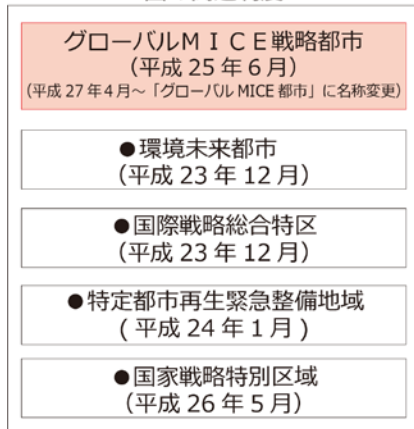 グローバルＭＩＣＥ戦略都市
(平成 25 年 6 月)
(平成 27 年 4 月～「グローバル MICE 都市」に名称変更)
●環境未来都市
(平成 23 年 12 月)
●国際戦略総合特区
(平成 23 年 12 月)
●特定都市再生緊急整備地域
( 平成 24 年 1 月 )
●国家戦略特別区域
(平成 26 年 5 月)